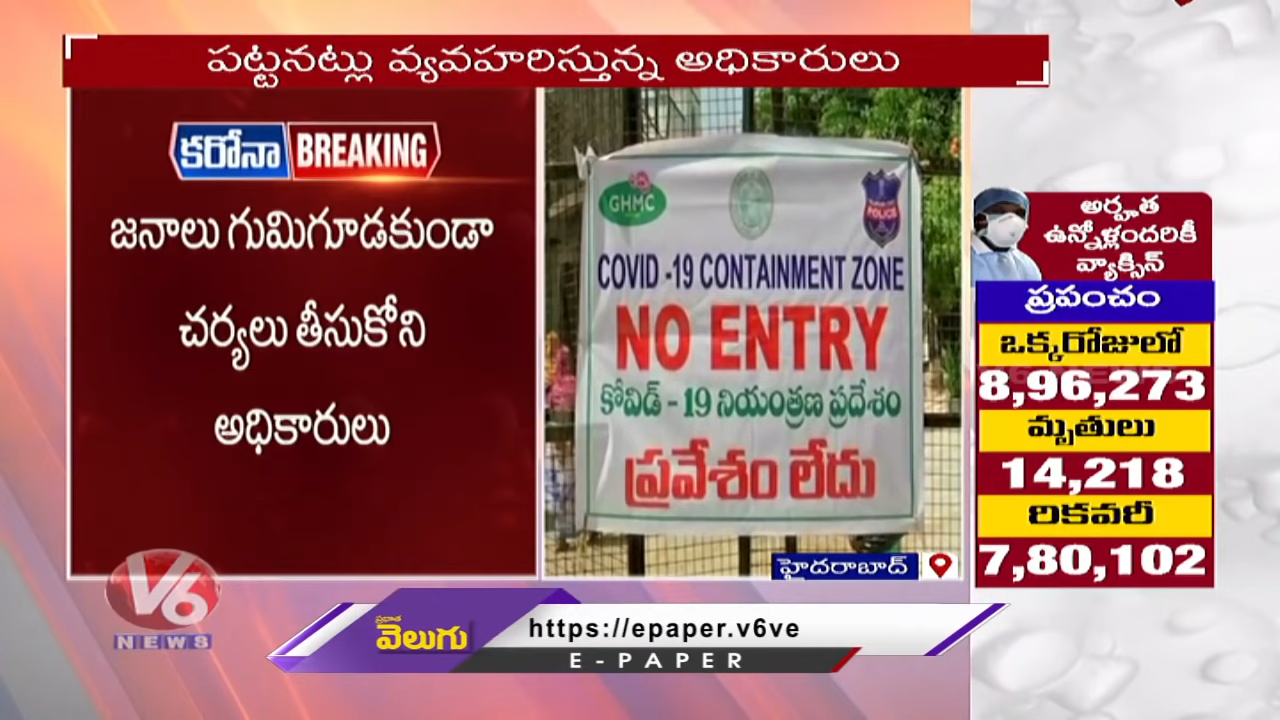 పట్టనట్లు వ్యవహరిస్తున్న అధికారులు
కరోనా BREAKING
జనాలు గుమిగూడకుండా
చర్యలు తీసుకోని
అధికారులు
GHMC
POLICE
COVID -19 CONTAINMENT ZONE
NO ENTRY
కోవిడ్ - 19 నియంత్రణ ప్రదేశం
ప్రవేశం లేదు
హైదరాబాద్
అర్హత
ఉన్నోళ్లందరికీ
వ్యాక్సిన్
ప్రపంచం
ఒక్కరోజులో
8,96,273
మృతులు
14,218
రికవరీ
7,80,102
V6
NEWS
ప్రభాత
వెలుగు
https://epaper.v6ve
E-PAPER